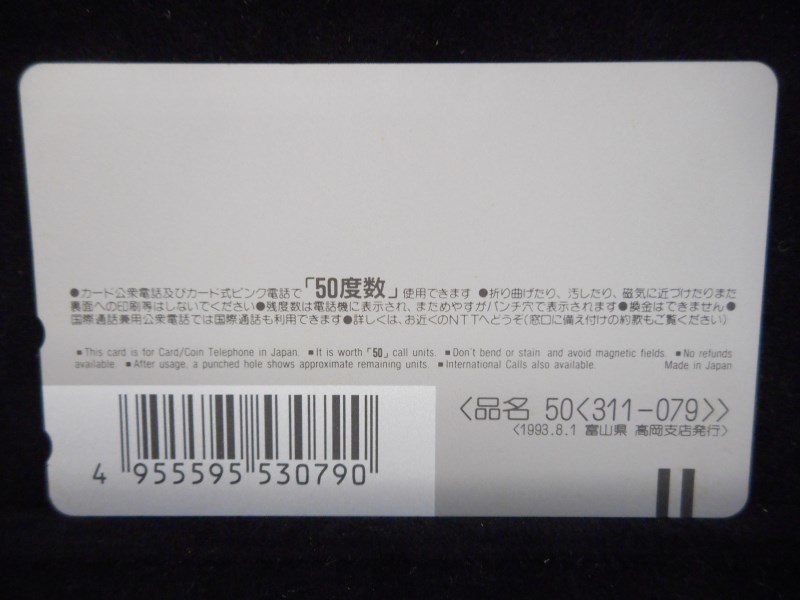 ●カード公衆電話及びカード式ピンク電話で「50度数」使用できます ●折り曲げたり、汚したり、磁気に近づけたりまた
裏面への印刷等はしないでください●残度数は電話機に表示され、まためやすがパンチ穴で表示されます●換金はできません●
国際通話兼用公衆電話では国際通話も利用できます●詳しくは、お近くのNTTへどうぞ(窓口に備え付けの約款もご覧ください)
■This card is for Card/Coin Telephone in Japan. ■It is worth「50」call units. ■Don't bend or stain and avoid magnetic fields. ■No refunds
available. ■After usage, a punched hole shows approximate remaining units. ■International Calls also available. Made in Japan
〈品名 50〈311-079〉〉
〈1993.8.1 富山県 高岡支店発行〉
4 955595 530790